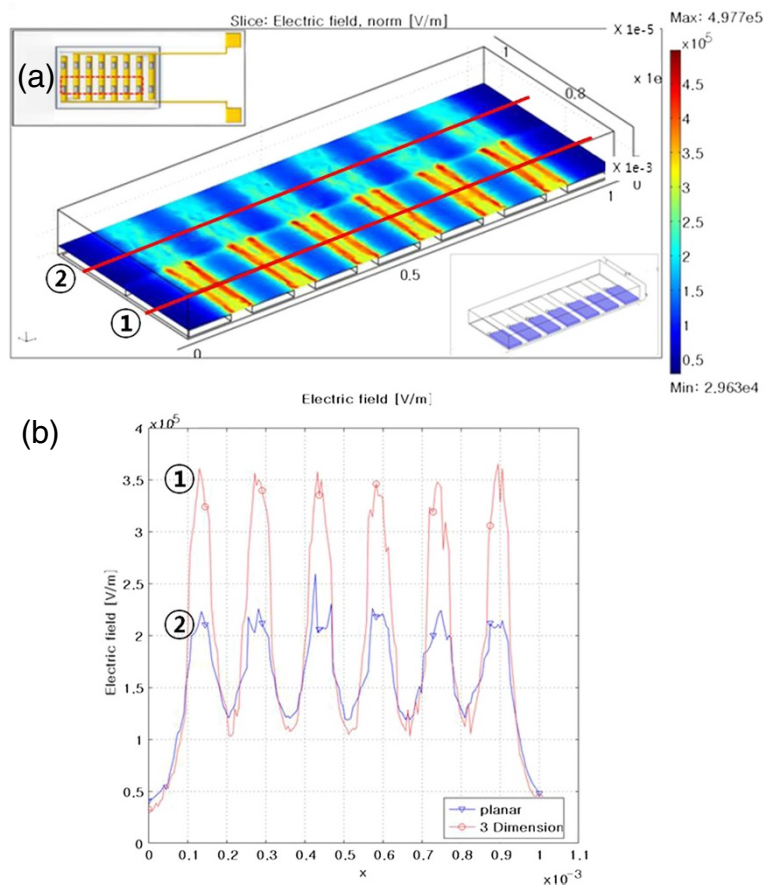 Slice: Electric field, norm [V/m]
(a)
X 1e-5
Max: 4.977e5
x10⁵
1
x 1e
0.8
4.5
4
3.5
3
2.5
2
1.5
1
0.5
X 1e-3
0
1
0.5
0
②
①
Min: 2.963e4
Electric field [V/m]
(b)
x10⁵
4
3.5
3
2.5
2
1.5
1
0.5
0
①
②
Electric field [V/m]
planar
3 Dimension
0 0.1 0.2 0.3 0.4 0.5 0.6 0.7 0.8 0.9 1 1.1
x
x10⁻³